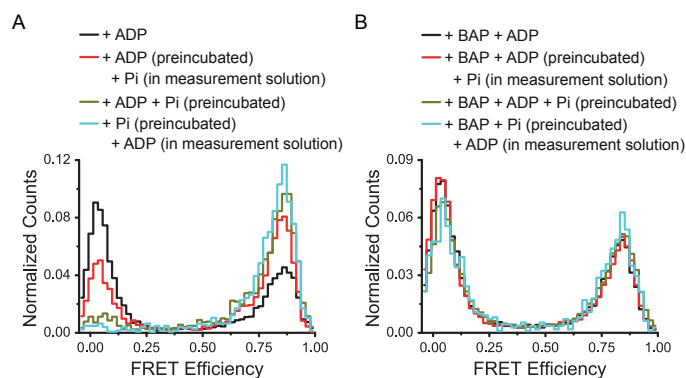 A
+ ADP
+ ADP (preincubated)
+ Pi (in measurement solution)
+ ADP + Pi (preincubated)
+ Pi (preincubated)
+ ADP (in measurement solution)
0.12
0.08
0.04
0.00
Normalized Counts
0.00 0.25 0.50 0.75 1.00
FRET Efficiency
B
+ BAP + ADP
+ BAP + ADP (preincubated)
+ Pi (in measurement solution)
+ BAP + ADP + Pi (preincubated)
+ BAP + Pi (preincubated)
+ ADP (in measurement solution)
0.09
0.06
0.03
0.00
Normalized Counts
0.00 0.25 0.50 0.75 1.00
FRET Efficiency